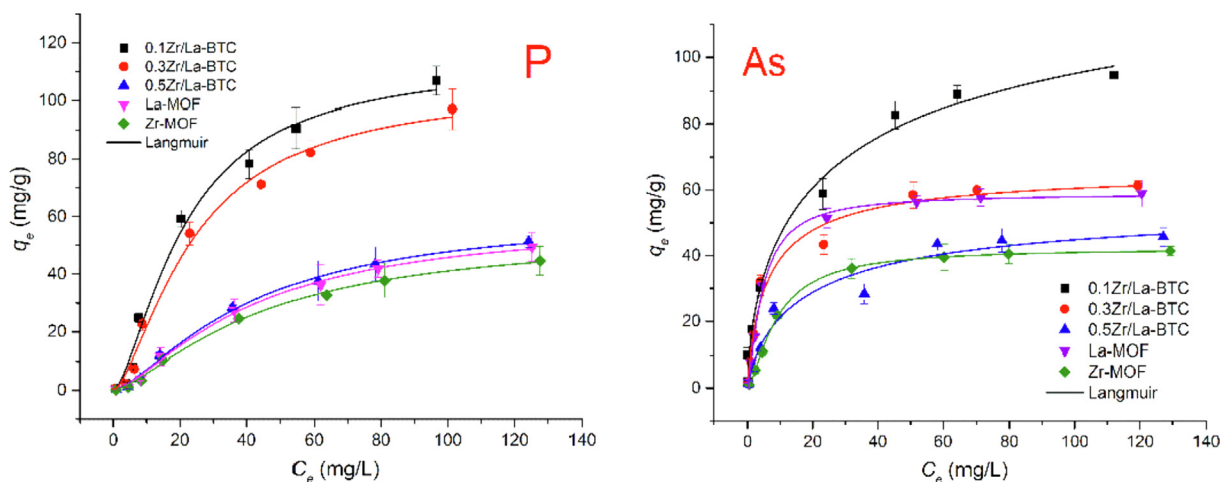 P
0.1Zr/La-BTC
0.3Zr/La-BTC
0.5Zr/La-BTC
La-MOF
Zr-MOF
Langmuir
120
100
80
60
40
20
0
qe (mg/g)
0 20 40 60 80 100 120 140
Ce (mg/L)
As
100
80
60
40
20
0
qe (mg/g)
0.1Zr/La-BTC
0.3Zr/La-BTC
0.5Zr/La-BTC
La-MOF
Zr-MOF
Langmuir
0 20 40 60 80 100 120 140
Ce (mg/L)